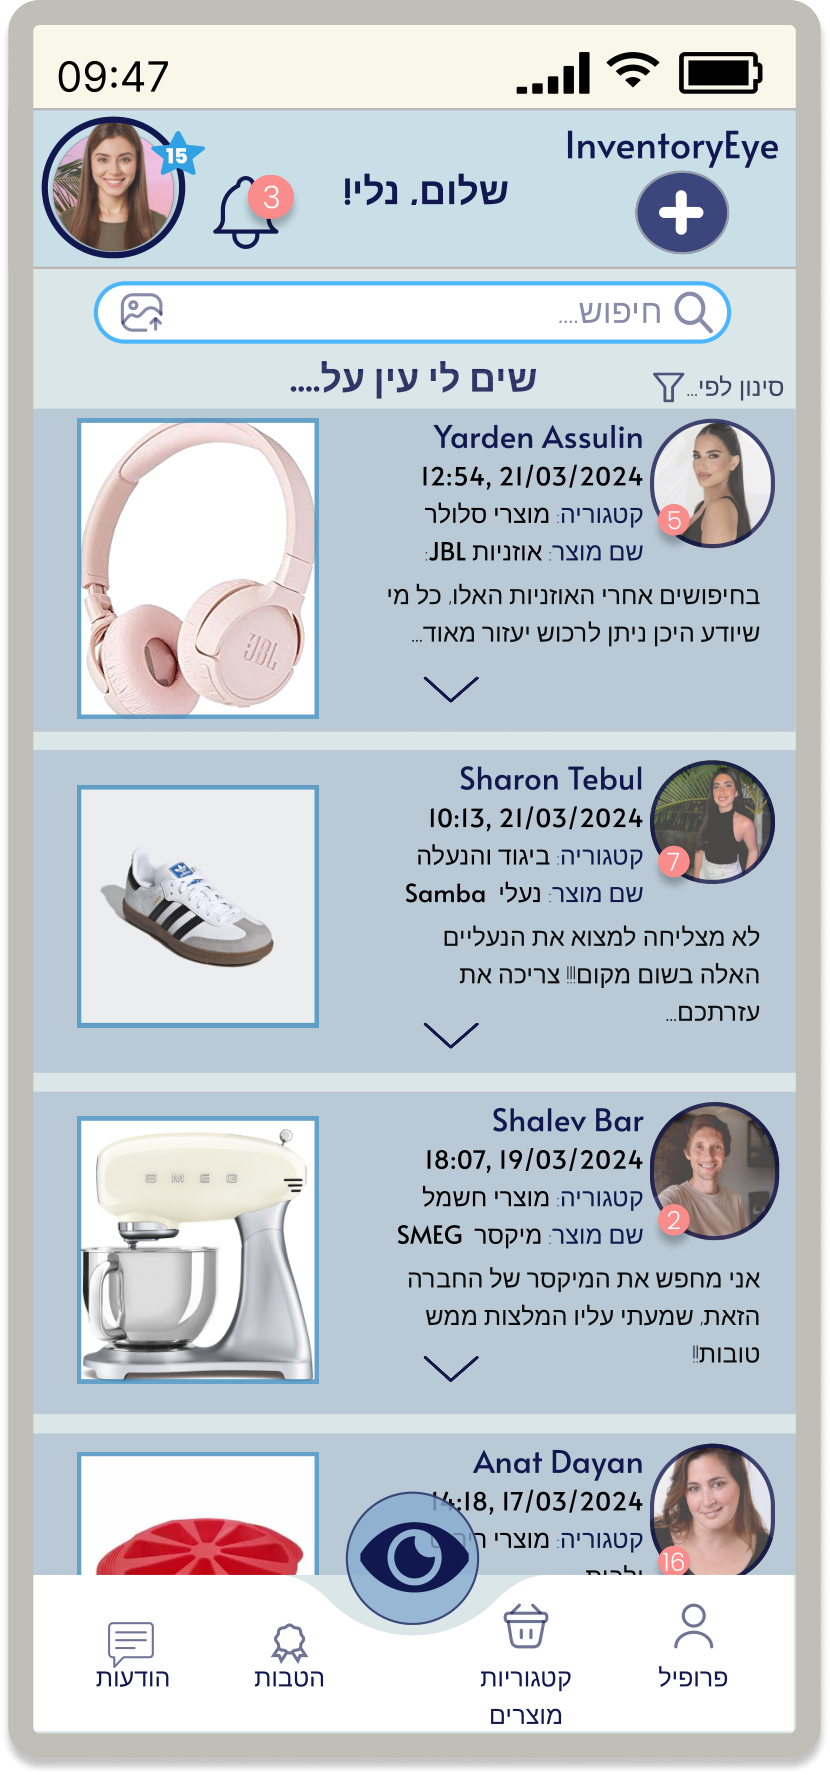 09:47
InventoryEye
שלום, נלי!
3
15
חיפוש....
סינון לפי...
שים לי עין על....
Yarden Assulin
12:54, 21/03/2024
קטגוריה: מוצרי סלולר
שם מוצר: אוזניות JBL:
5
בחיפושים אחרי האוזניות האלו, כל מי
שיודע היכן ניתן לרכוש יעזור מאוד...
JBL
Sharon Tebul
10:13, 21/03/2024
קטגוריה: ביגוד והנעלה
שם מוצר: נעלי Samba
7
לא מצליחה למצוא את הנעליים
האלה בשום מקום!!! צריכה את
עזרתכם...
Shalev Bar
18:07, 19/03/2024
קטגוריה: מוצרי חשמל
שם מוצר: מיקסר SMEG
2
אני מחפש את המיקסר של החברה
הזאת, שמעתי עליו המלצות ממש
טובות!!
SMEG
Anat Dayan
14:18, 17/03/2024
קטגוריה: מוצרי
16
פרופיל
קטגוריות
מוצרים
הטבות
הודעות